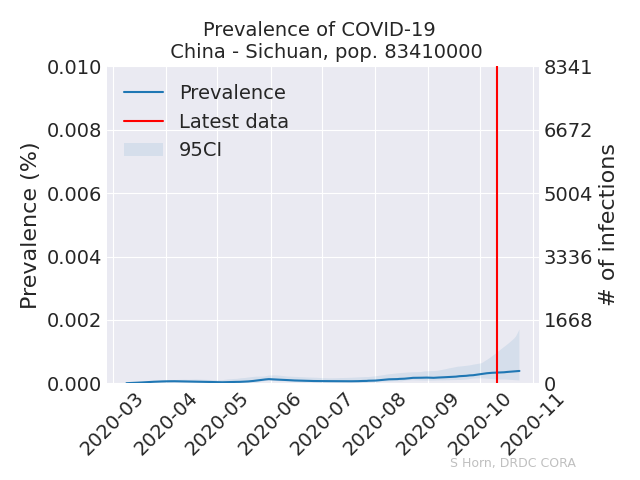 Prevalence of COVID-19
China - Sichuan, pop. 83410000
Prevalence (%)
0.010
0.008
0.006
0.004
0.002
0.000
Prevalence
Latest data
95CI
8341
6672
5004
3336
1668
0
# of infections
2020-03
2020-04
2020-05
2020-06
2020-07
2020-08
2020-09
2020-10
2020-11
S Horn, DRDC CORA